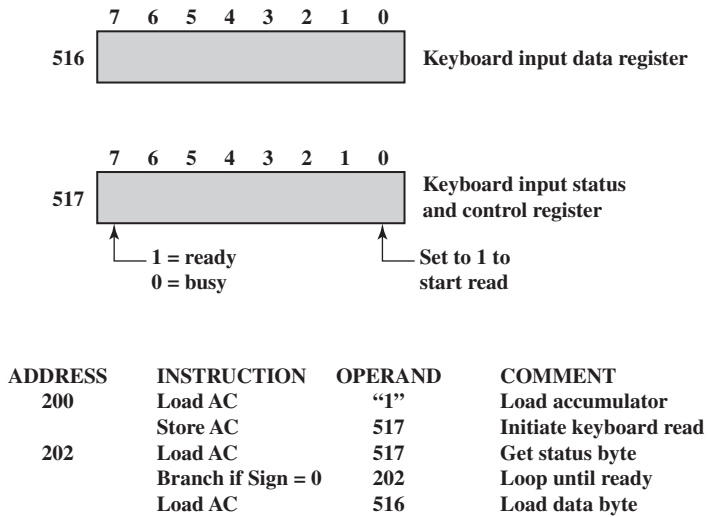 7 6 5 4 3 2 1 0
516 Keyboard input data register
7 6 5 4 3 2 1 0
517 Keyboard input status
and control register
1 = ready
0 = busy
Set to 1 to
start read
ADDRESS INSTRUCTION OPERAND COMMENT
200 Load AC “1” Load accumulator
Store AC 517 Initiate keyboard read
202 Load AC 517 Get status byte
Branch if Sign = 0 202 Loop until ready
Load AC 516 Load data byte